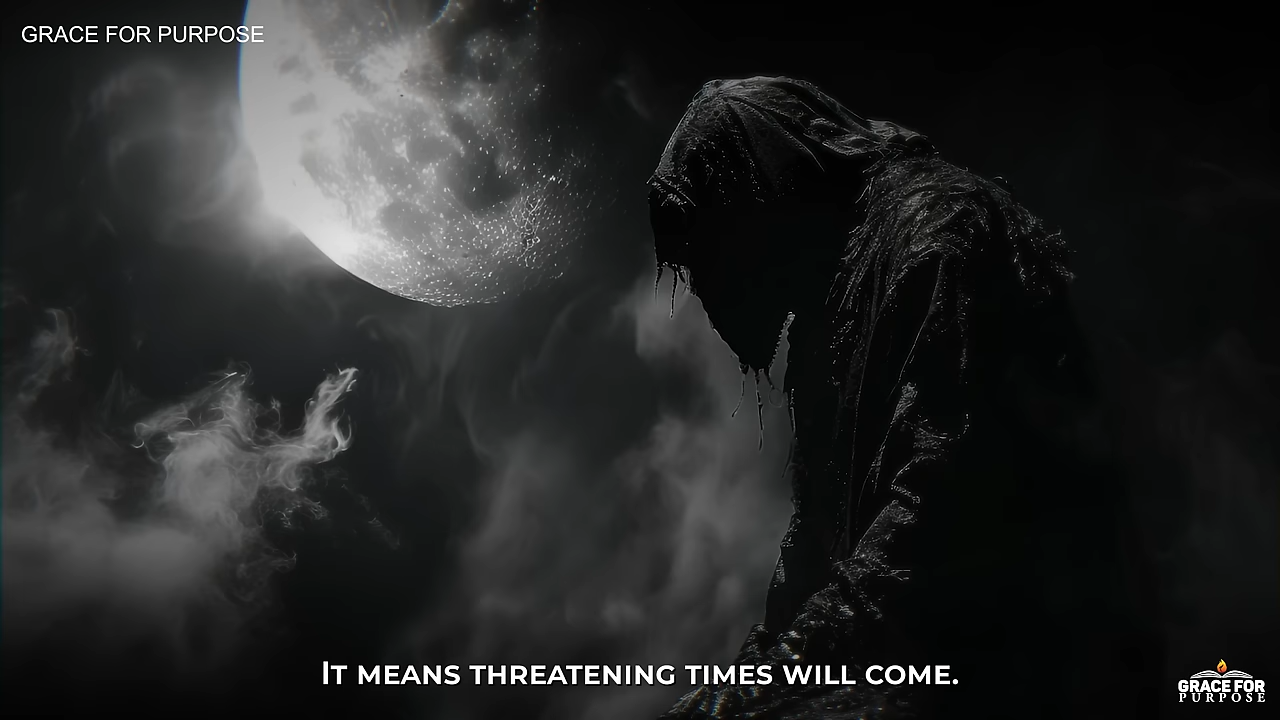 GRACE FOR PURPOSE
It means threatening times will come.
GRACE FOR
PURPOSE